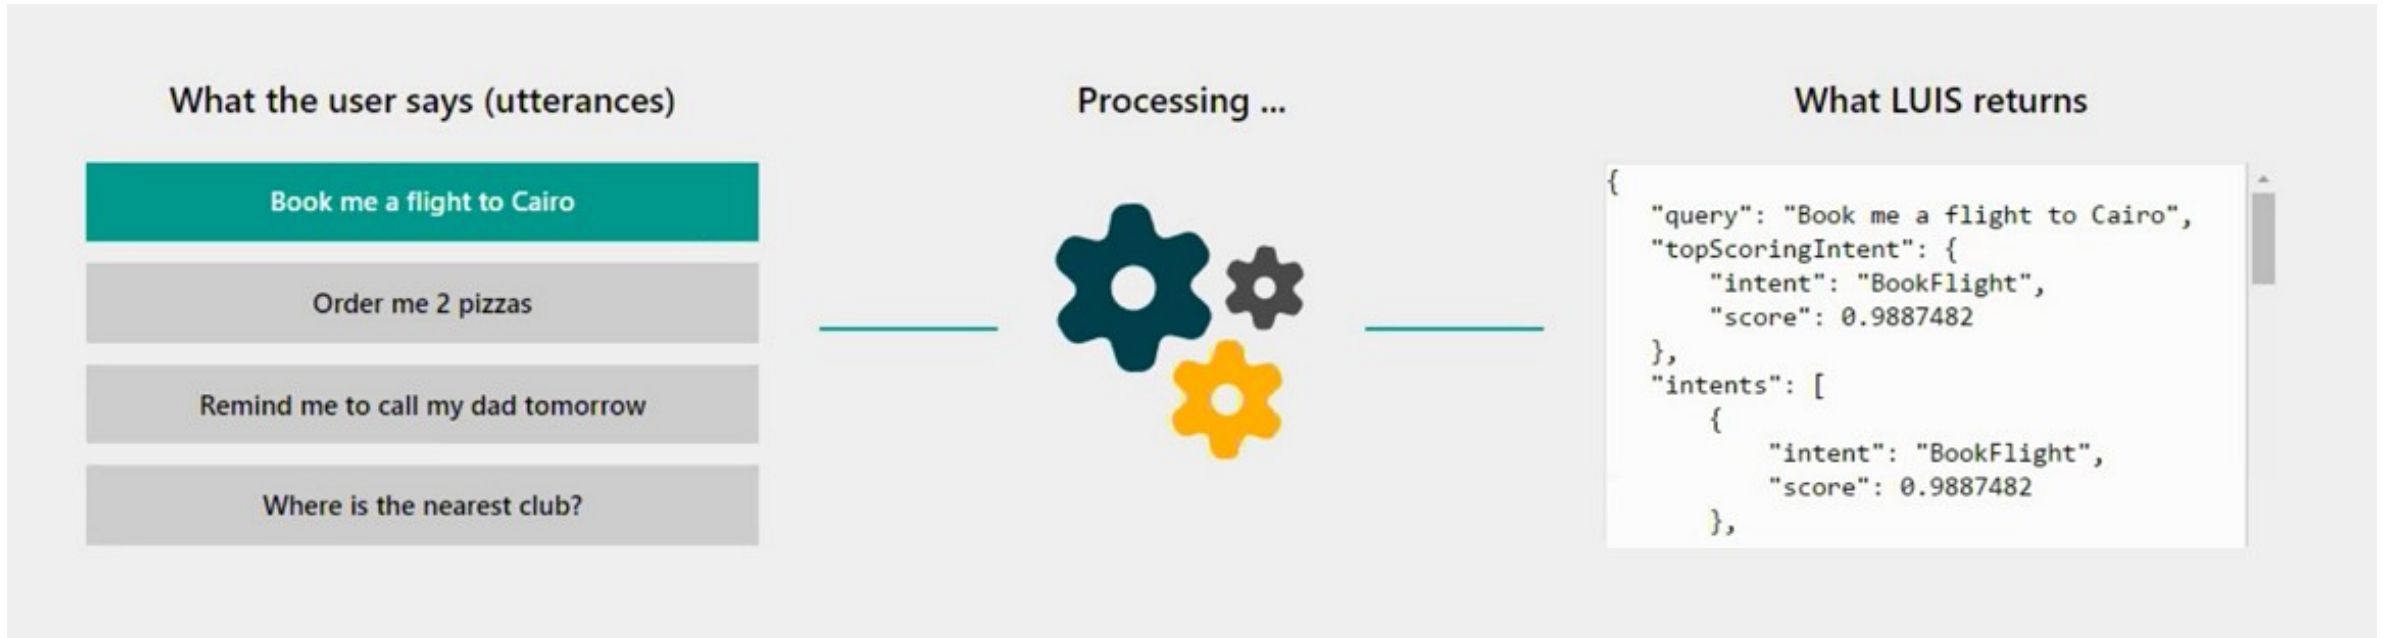 What the user says (utterances)
Book me a flight to Cairo
Order me 2 pizzas
Remind me to call my dad tomorrow
Where is the nearest club?
Processing ...
What LUIS returns
{
"query": "Book me a flight to Cairo",
"topScoringIntent": {
"intent": "BookFlight",
"score": 0.9887482
},
"intents": [
{
"intent": "BookFlight",
"score": 0.9887482
},